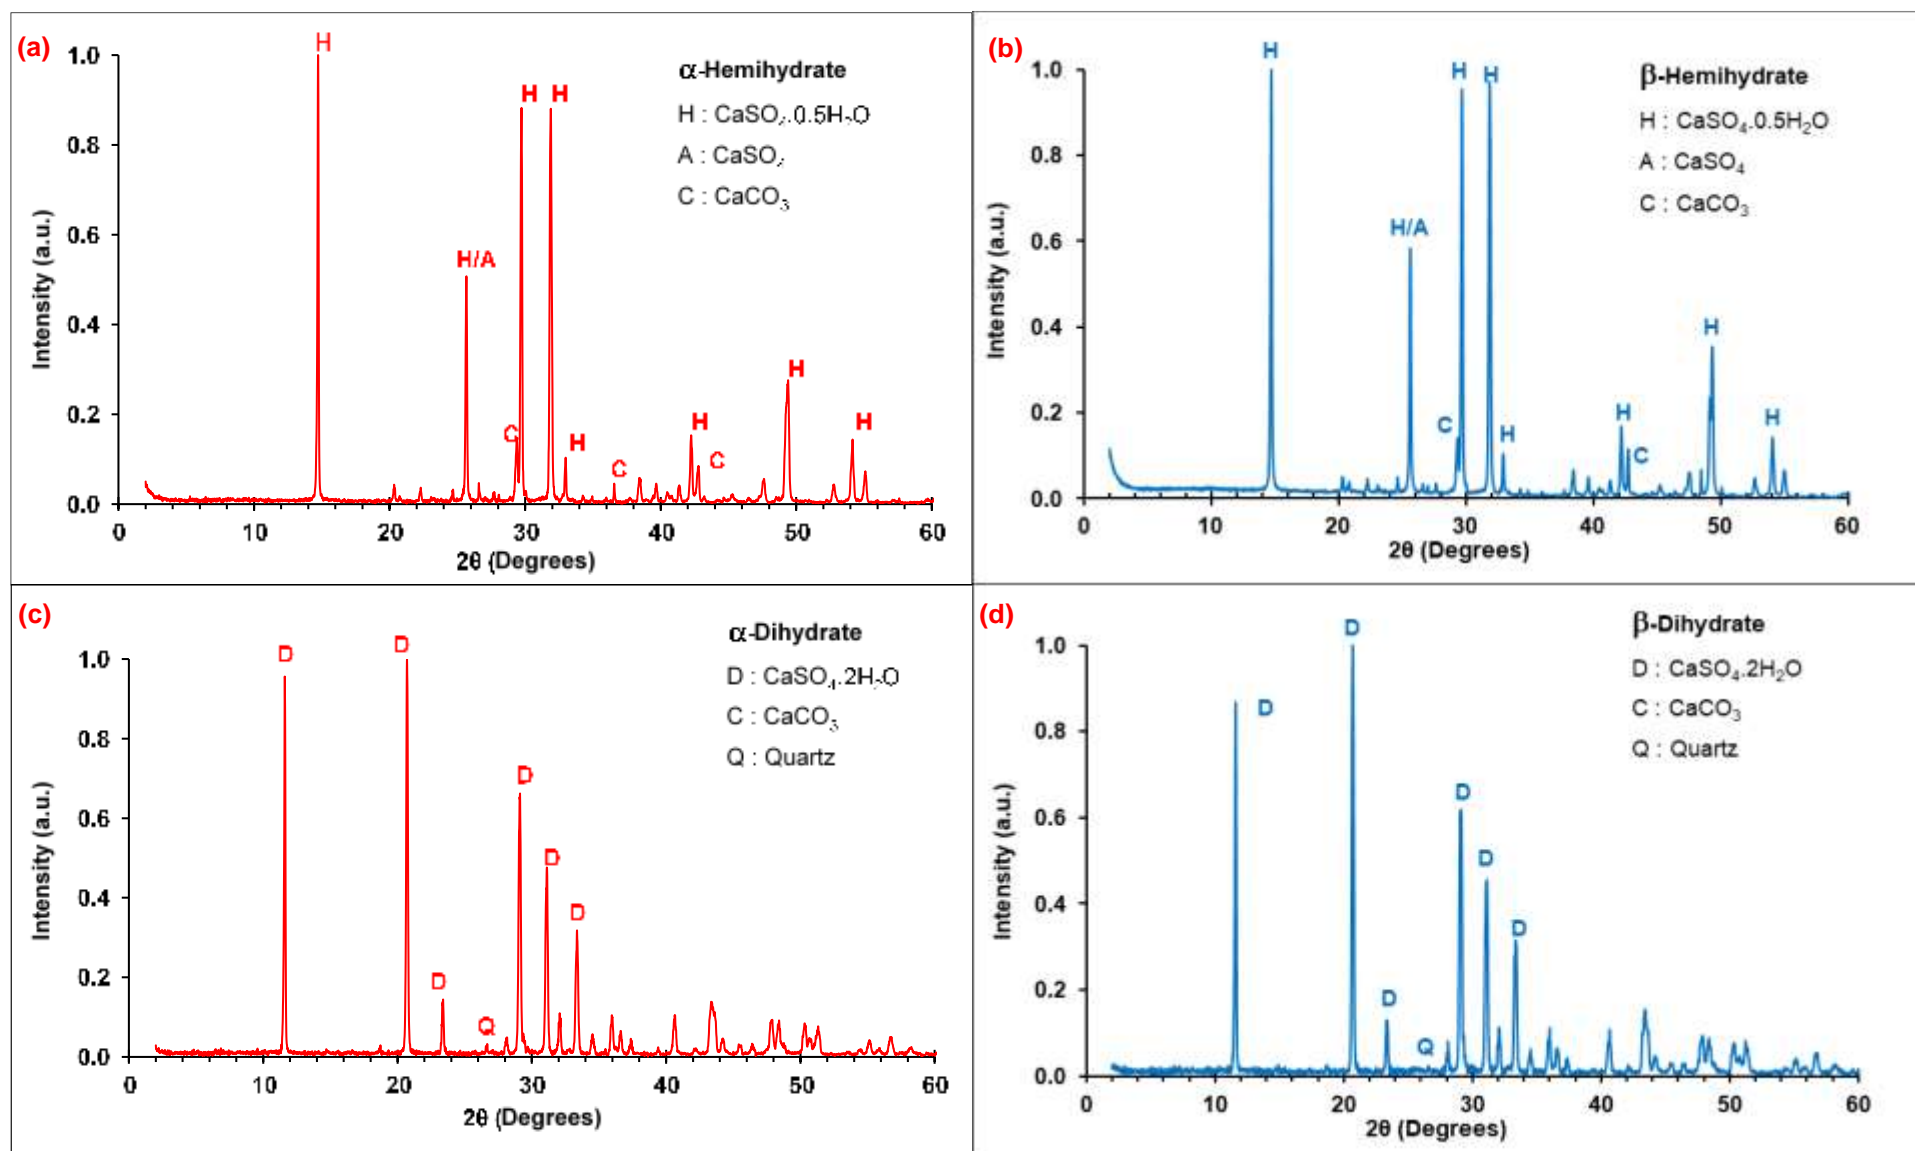 (a)
H
α-Hemihydrate
H : CaSO₄.0.5H₂O
A : CaSO₄
C : CaCO₃
H H
H/A
C
H
C
H
C
H
H
1.0
0.8
0.6
0.4
0.2
0.0
0 10 20 30 40 50 60
Intensity (a.u.)
2θ (Degrees)
(b)
H
H
H
β-Hemihydrate
H : CaSO₄.0.5H₂O
A : CaSO₄
C : CaCO₃
H/A
C
H
H
C
H
H
1.0
0.8
0.6
0.4
0.2
0.0
0 10 20 30 40 50 60
Intensity (a.u.)
2θ (Degrees)
(c)
D
D
α-Dihydrate
D : CaSO₄.2H₂O
C : CaCO₃
Q : Quartz
D
Q
D
D
D
1.0
0.8
0.6
0.4
0.2
0.0
0 10 20 30 40 50 60
Intensity (a.u.)
2θ (Degrees)
(d)
D
D
β-Dihydrate
D : CaSO₄.2H₂O
C : CaCO₃
Q : Quartz
D
Q
D
D
D
1.0
0.8
0.6
0.4
0.2
0.0
0 10 20 30 40 50 60
Intensity (a.u.)
2θ (Degrees)